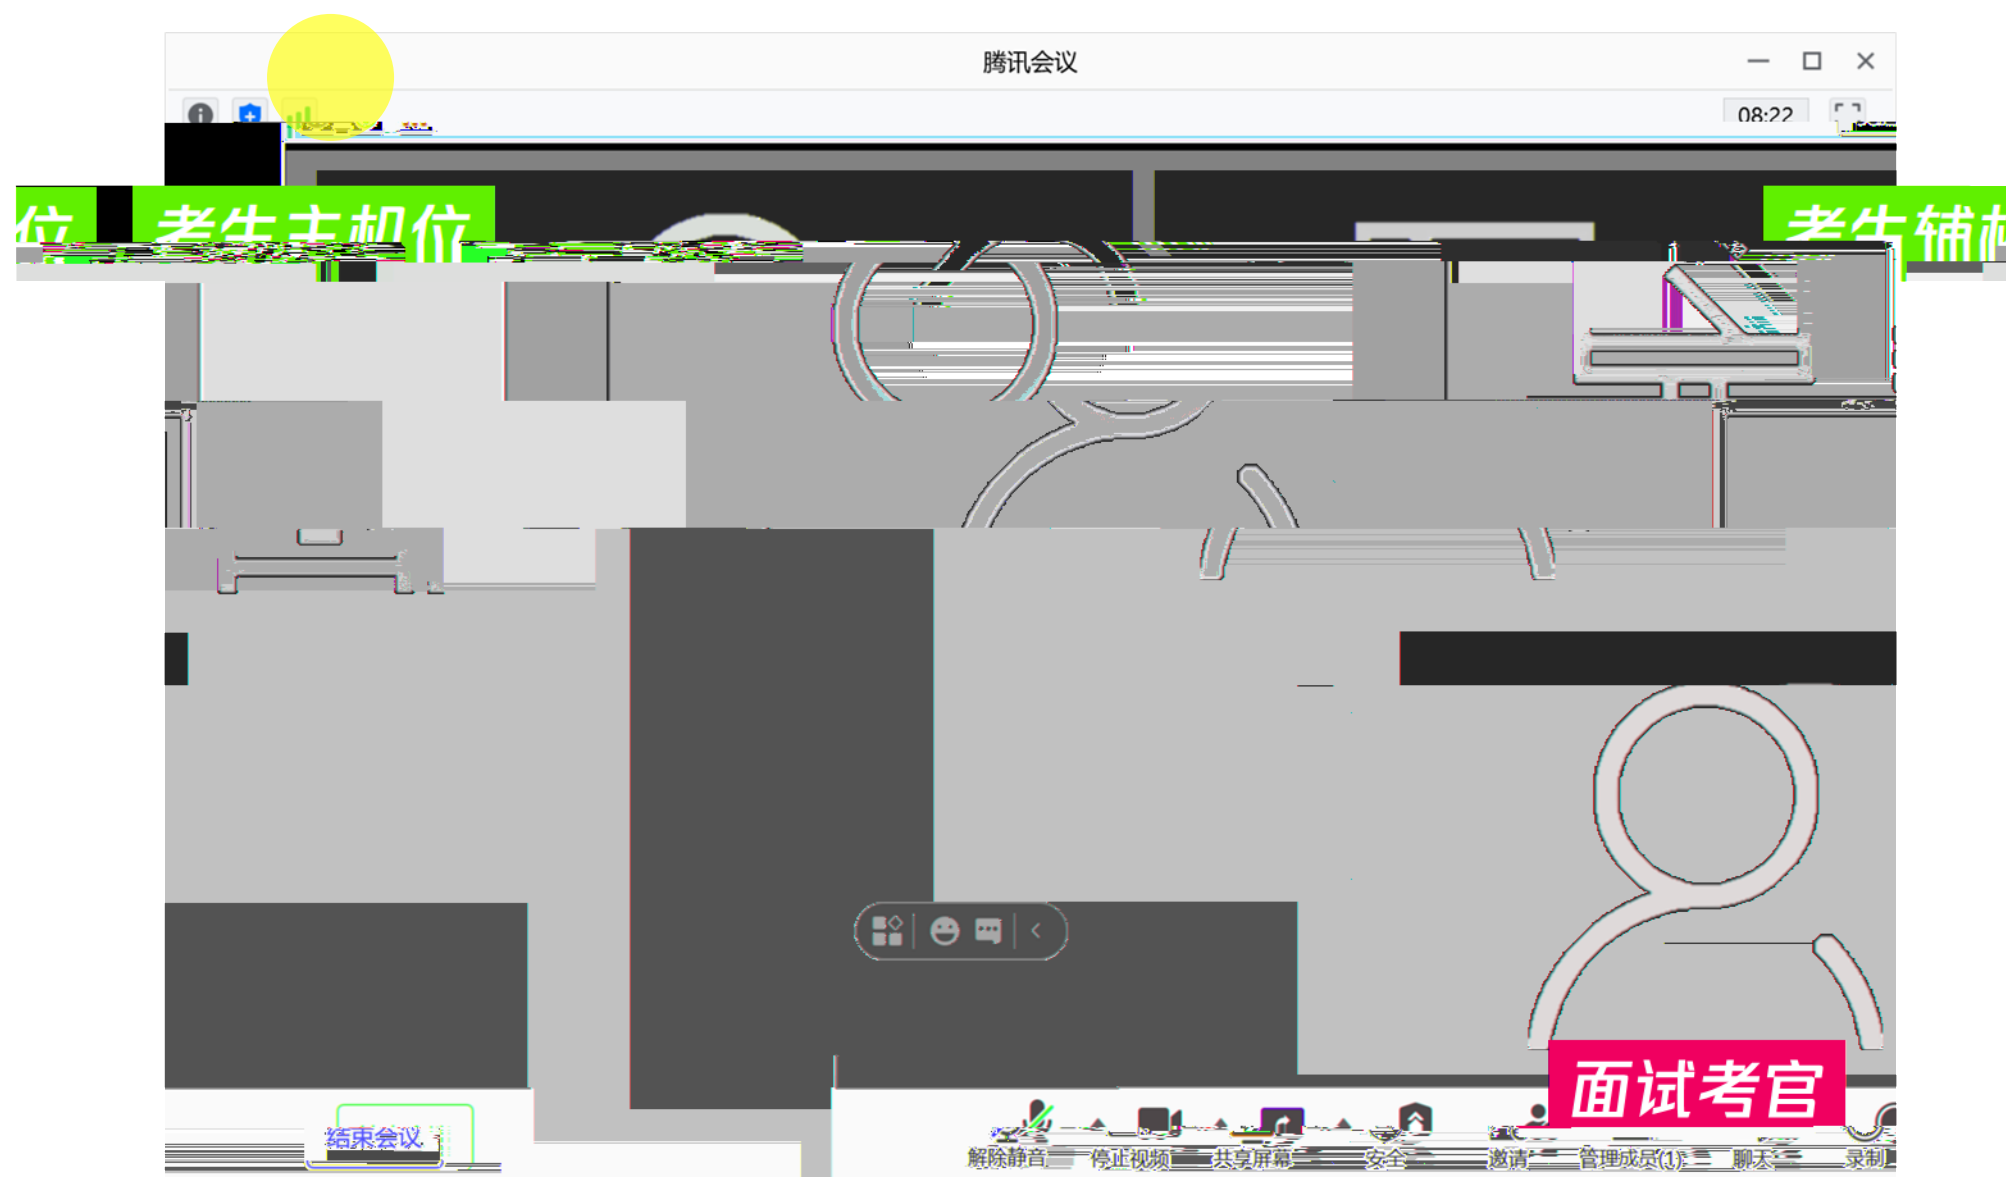 腾讯会议
08:22
位 考生主机位 考生辅机
面试考官
结束会议
解除静音 停止视频 共享屏幕 安全 邀请 管理成员(1) 聊天 录制